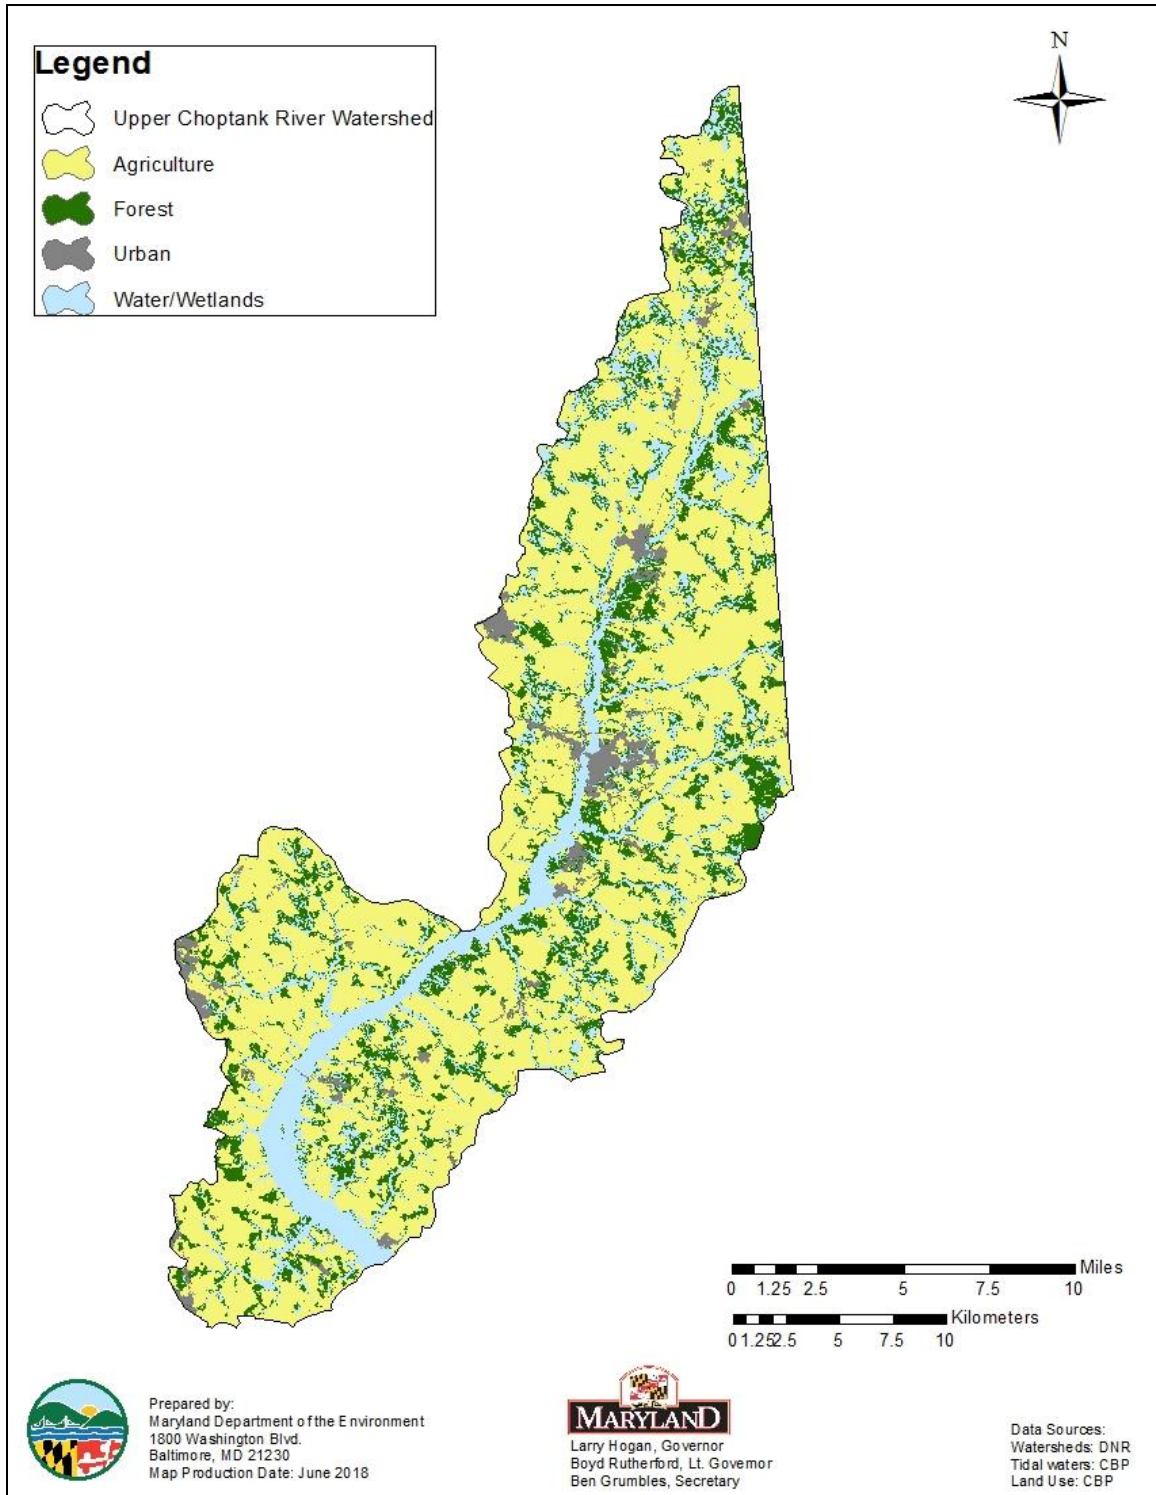 Legend
Upper Choptank River Watershed
Agriculture
Forest
Urban
Water/Wetlands
N
Miles
0 1.25 2.5 5 7.5 10
Kilometers
0 1.25 2.5 5 7.5 10
Prepared by:
Maryland Department of the Environment
1800 Washington Blvd.
Baltimore, MD 21230
Map Production Date: June 2018
MARYLAND
Larry Hogan, Governor
Boyd Rutherford, Lt. Governor
Ben Grumbles, Secretary
Data Sources:
Watersheds: DNR
Tidal waters: CBP
Land Use: CBP